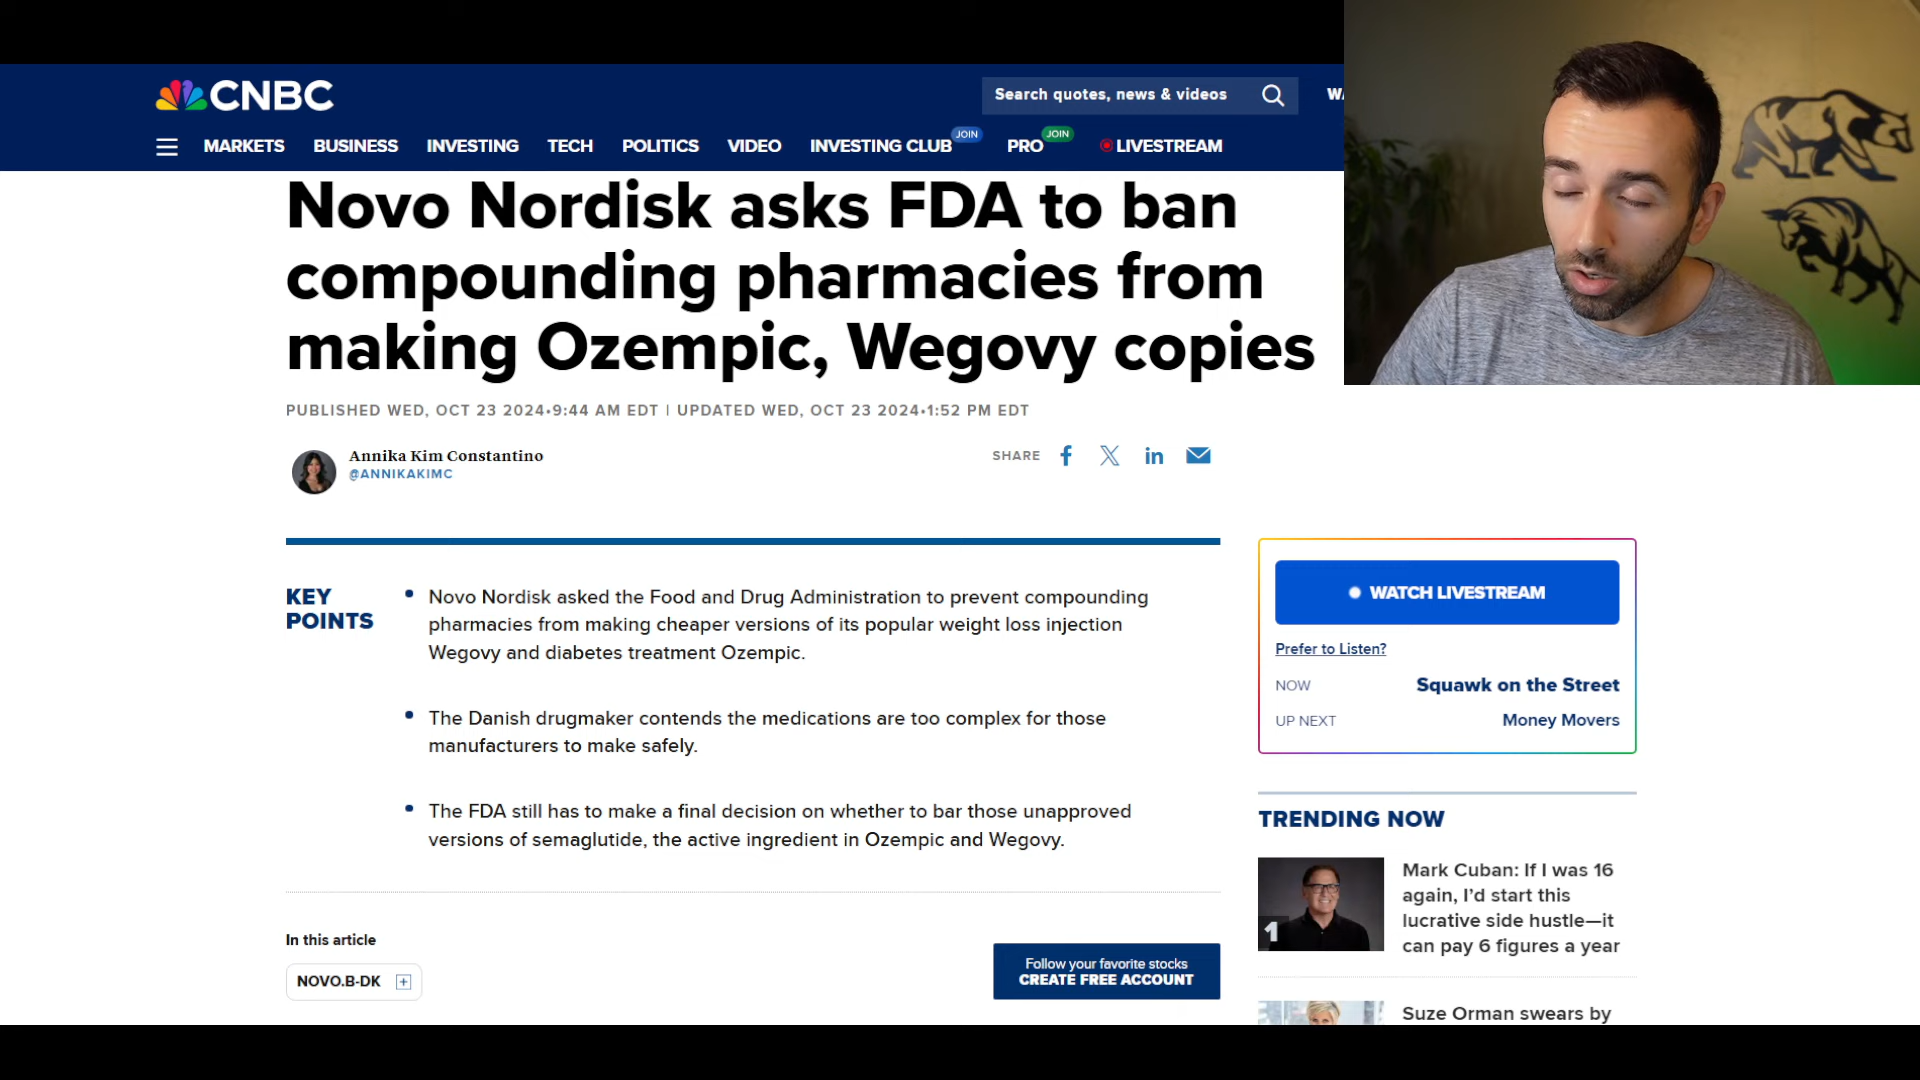 CNBC
Search quotes, news & videos
WA
MARKETS BUSINESS INVESTING TECH POLITICS VIDEO INVESTING CLUB JOIN PRO JOIN LIVESTREAM
Novo Nordisk asks FDA to ban
compounding pharmacies from
making Ozempic, Wegovy copies
PUBLISHED WED, OCT 23 2024•9:44 AM EDT | UPDATED WED, OCT 23 2024•1:52 PM EDT
Annika Kim Constantino
@ANNIKAKIMC
SHARE
KEY
POINTS
Novo Nordisk asked the Food and Drug Administration to prevent compounding
pharmacies from making cheaper versions of its popular weight loss injection
Wegovy and diabetes treatment Ozempic.
The Danish drugmaker contends the medications are too complex for those
manufacturers to make safely.
The FDA still has to make a final decision on whether to bar those unapproved
versions of semaglutide, the active ingredient in Ozempic and Wegovy.
In this article
NOVO.B-DK
Follow your favorite stocks
CREATE FREE ACCOUNT
WATCH LIVESTREAM
Prefer to Listen?
NOW Squawk on the Street
UP NEXT Money Movers
TRENDING NOW
1
Mark Cuban: If I was 16
again, I’d start this
lucrative side hustle—it
can pay 6 figures a year
Suze Orman swears by